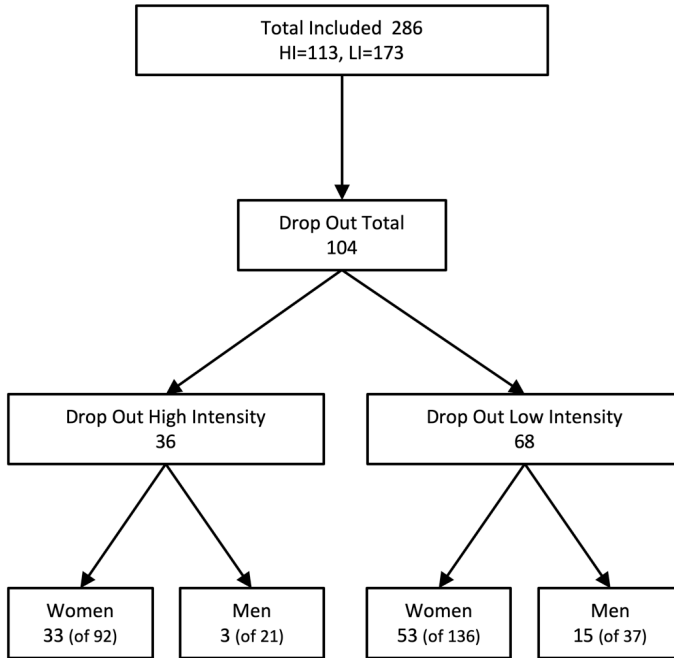 Total Included  286
HI=113, LI=173
Drop Out Total
104
Drop Out High Intensity
36
Drop Out Low Intensity
68
Women
33 (of 92)
Men
3 (of 21)
Women
53 (of 136)
Men
15 (of 37)